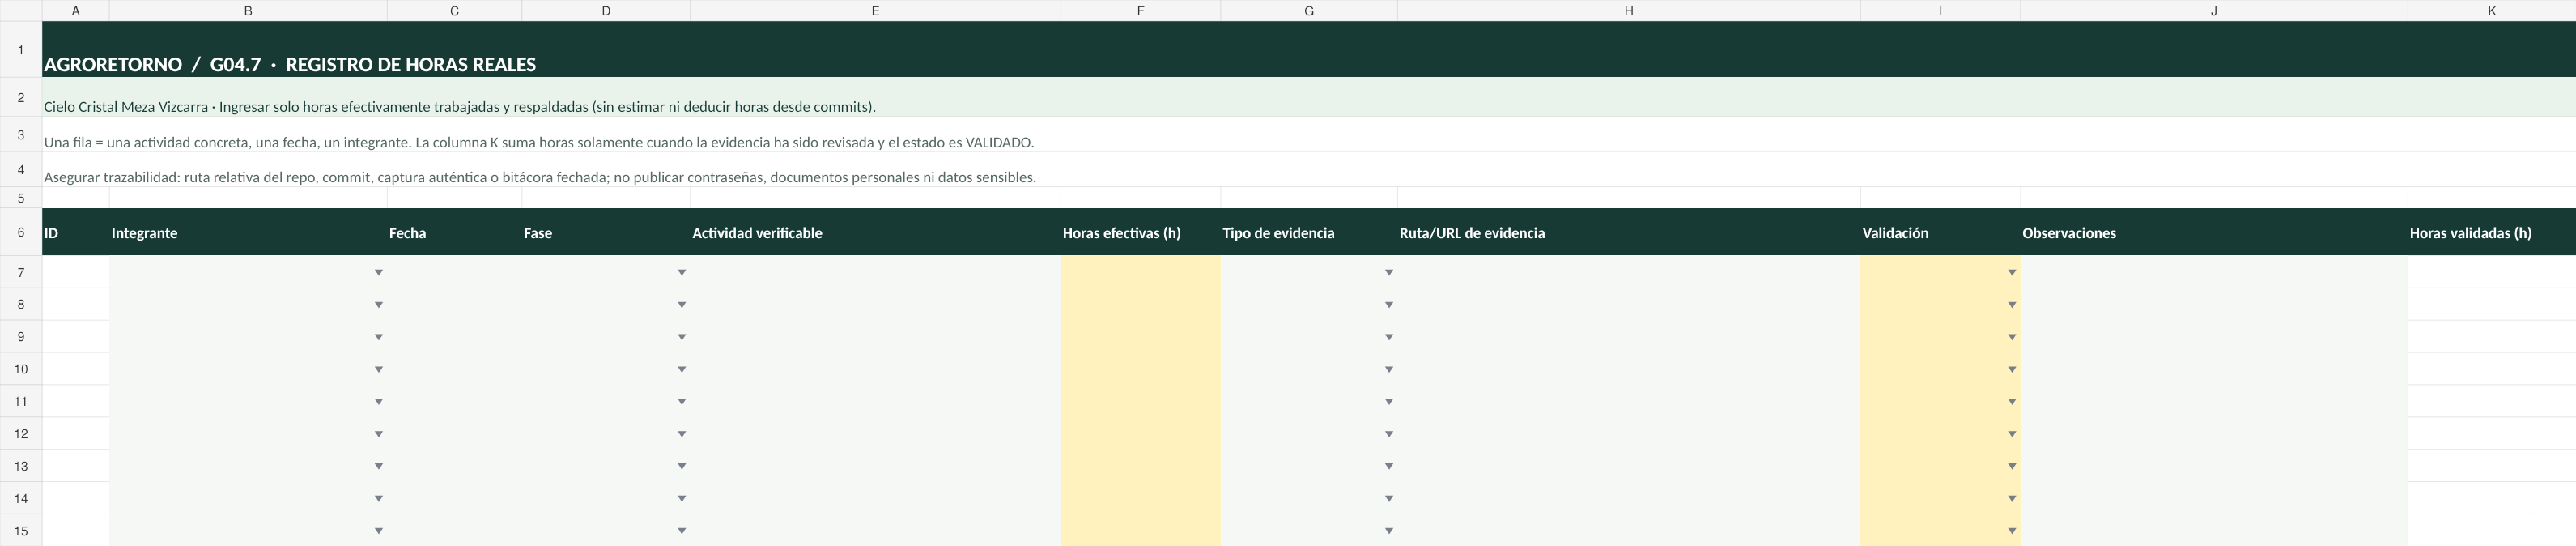 A B C D E F G H I J K
1 AGRORETORNO / G04.7 · REGISTRO DE HORAS REALES
2 Cielo Cristal Meza Vizcarra · Ingresar solo horas efectivamente trabajadas y respaldadas (sin estimar ni deducir horas desde commits).
3 Una fila = una actividad concreta, una fecha, un integrante. La columna K suma horas solamente cuando la evidencia ha sido revisada y el estado es VALIDADO.
4 Asegurar trazabilidad: ruta relativa del repo, commit, captura auténtica o bitácora fechada; no publicar contraseñas, documentos personales ni datos sensibles.
5
6 ID Integrante Fecha Fase Actividad verificable Horas efectivas (h) Tipo de evidencia Ruta/URL de evidencia Validación Observaciones Horas validadas (h)
7
8
9
10
11
12
13
14
15